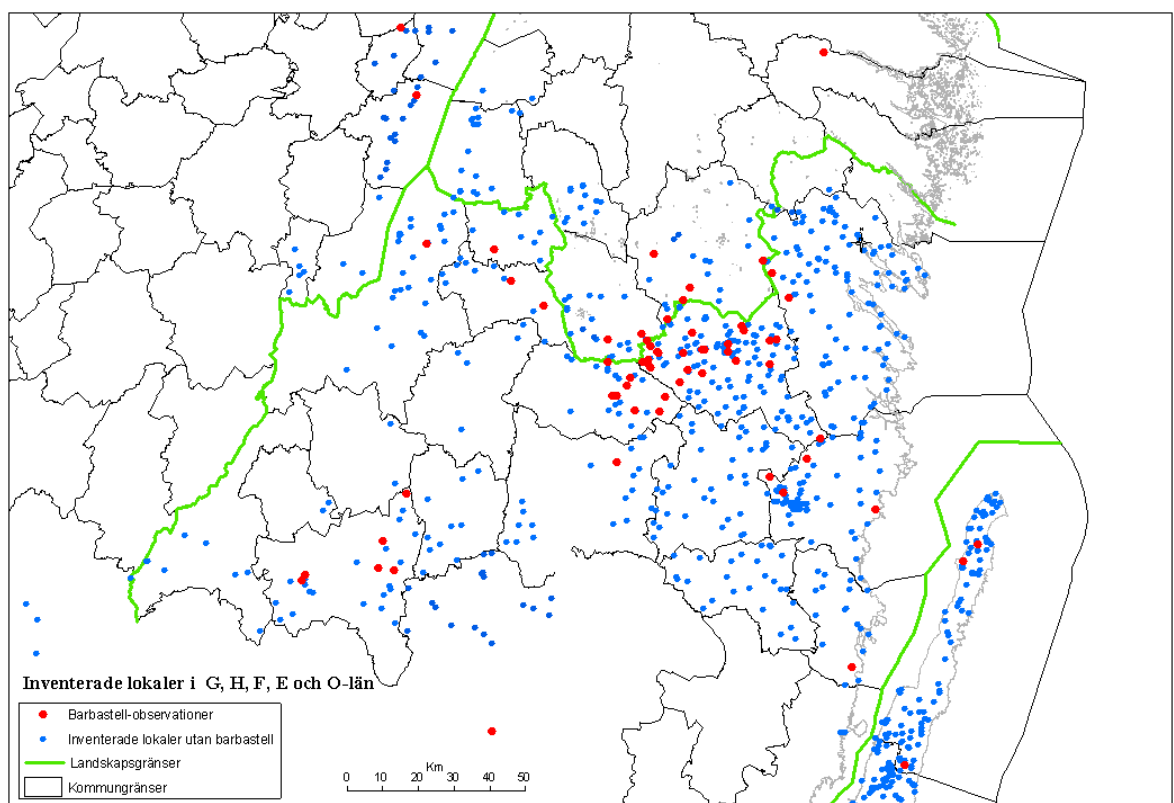 Inventerade lokaler i G, H, F, E och O-län
Barbastell-observationer
Inventerade lokaler utan barbastell
Landskapsgränser
Kommungränser
Km
0 10 20 30 40 50